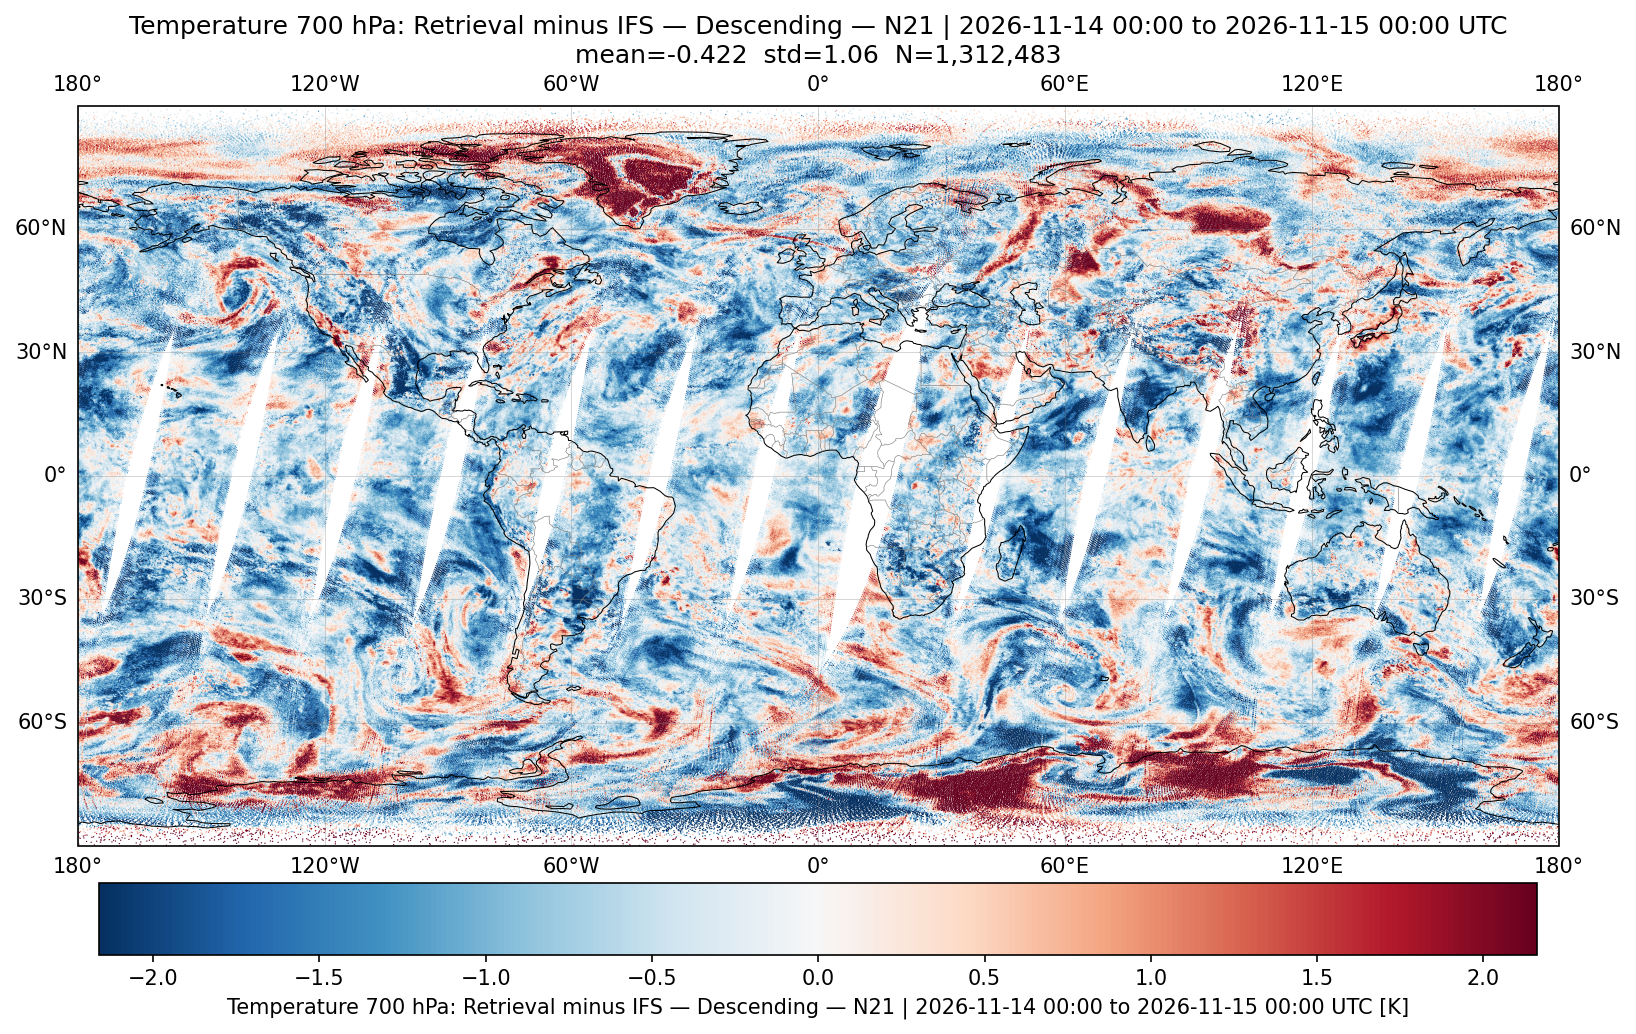 Temperature 700 hPa: Retrieval minus IFS — Descending — N21 | 2026-11-14 00:00 to 2026-11-15 00:00 UTC
mean=-0.422  std=1.06  N=1,312,483
180° 120°W 60°W 0° 60°E 120°E 180°
60°N 60°N
30°N 30°N
0° 0°
30°S 30°S
60°S 60°S
180° 120°W 60°W 0° 60°E 120°E 180°
−2.0 −1.5 −1.0 −0.5 0.0 0.5 1.0 1.5 2.0
Temperature 700 hPa: Retrieval minus IFS — Descending — N21 | 2026-11-14 00:00 to 2026-11-15 00:00 UTC [K]